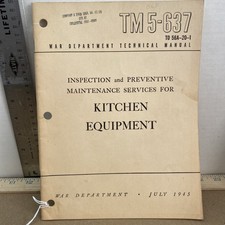 TM 5-637
TO 56A-20-1
WAR DEPARTMENT TECHNICAL MANUAL
INSPECTION and PREVENTIVE
MAINTENANCE SERVICES FOR
KITCHEN
EQUIPMENT
WAR DEPARTMENT • JULY 1943